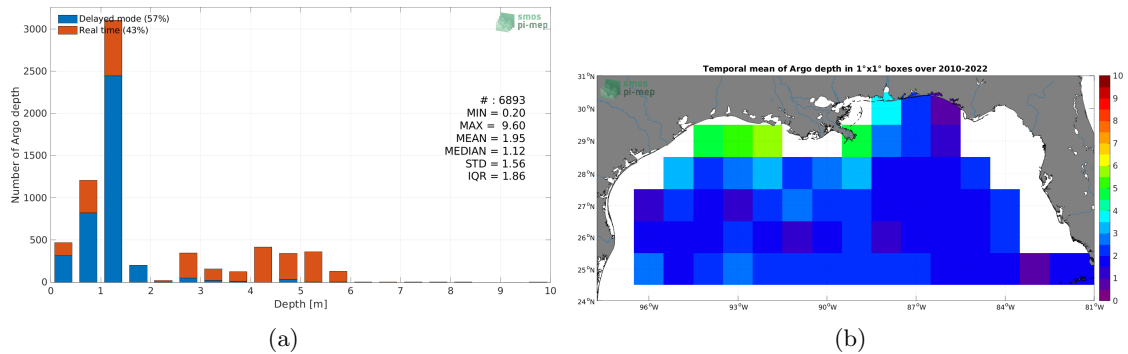 Delayed mode (57%)
Real time (43%)
smos
pi-mep
# : 6893
MIN = 0.20
MAX = 9.60
MEAN = 1.95
MEDIAN = 1.12
STD = 1.56
IQR = 1.86
Number of Argo depth
3000
2500
2000
1500
1000
500
0
0 1 2 3 4 5 6 7 8 9 10
Depth [m]
(a)
Temporal mean of Argo depth in 1°x1° boxes over 2010-2022
smos
pi-mep
31°N
30°N
29°N
28°N
27°N
26°N
25°N
24°N
96°W 93°W 90°W 87°W 84°W 81°W
10
9
8
7
6
5
4
3
2
1
0
(b)